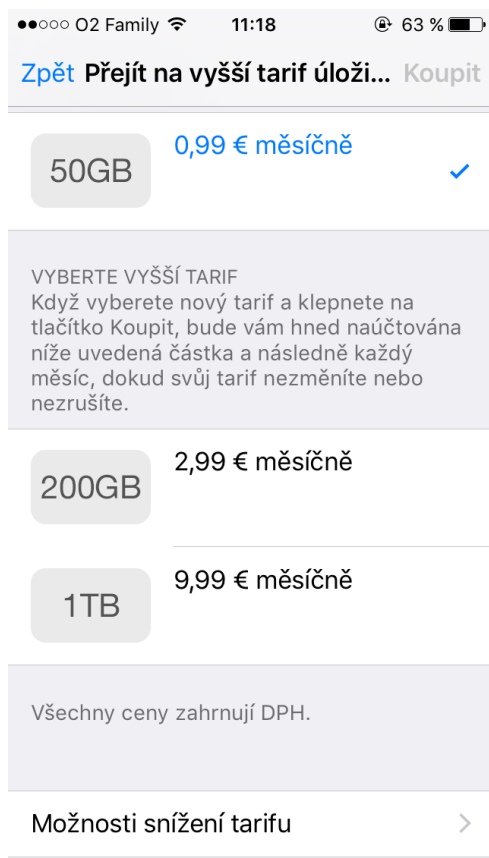 O2 Family 11:18 63 %
Zpět Přejít na vyšší tarif úloži... Koupit
50GB 0,99 € měsíčně
VYBERTE VYŠŠÍ TARIF
Když vyberete nový tarif a klepnete na
tlačítko Koupit, bude vám hned naúčtována
níže uvedená částka a následně každý
měsíc, dokud svůj tarif nezměníte nebo
nezrušíte.
200GB 2,99 € měsíčně
1TB 9,99 € měsíčně
Všechny ceny zahrnují DPH.
Možnosti snížení tarifu